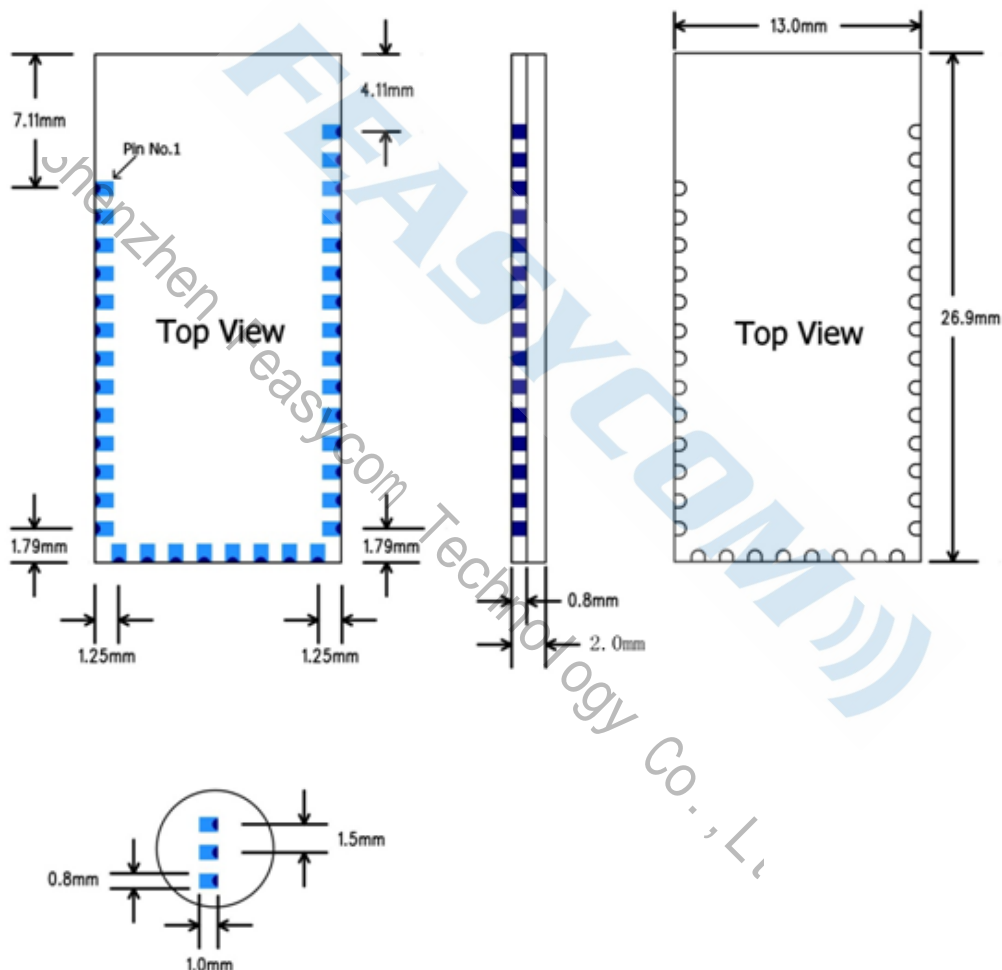 13.0mm
4.11mm
7.11mm
Pin No.1
Top View
Top View
26.9mm
1.79mm
1.79mm
0.8mm
2.0mm
1.25mm
1.25mm
1.5mm
0.8mm
1.0mm
FEASYCOM
Shenzhen Feasycom Technology Co.,